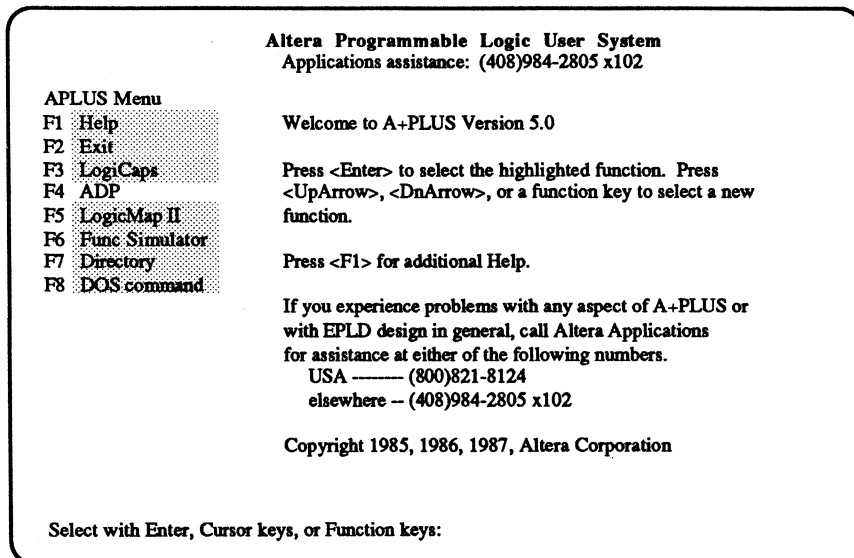 Altera Programmable Logic User System
Applications assistance: (408)984-2805 x102
APLUS Menu
F1 Help
F2 Exit
F3 LogiCaps
F4 ADP
F5 LogicMap II
F6 Func Simulator
F7 Directory
F8 DOS command
Welcome to A+PLUS Version 5.0
Press <Enter> to select the highlighted function. Press
<UpArrow>, <DnArrow>, or a function key to select a new
function.
Press <F1> for additional Help.
If you experience problems with any aspect of A+PLUS or
with EPLD design in general, call Altera Applications
for assistance at either of the following numbers.
USA -------- (800)821-8124
elsewhere -- (408)984-2805 x102
Copyright 1985, 1986, 1987, Altera Corporation
Select with Enter, Cursor keys, or Function keys: